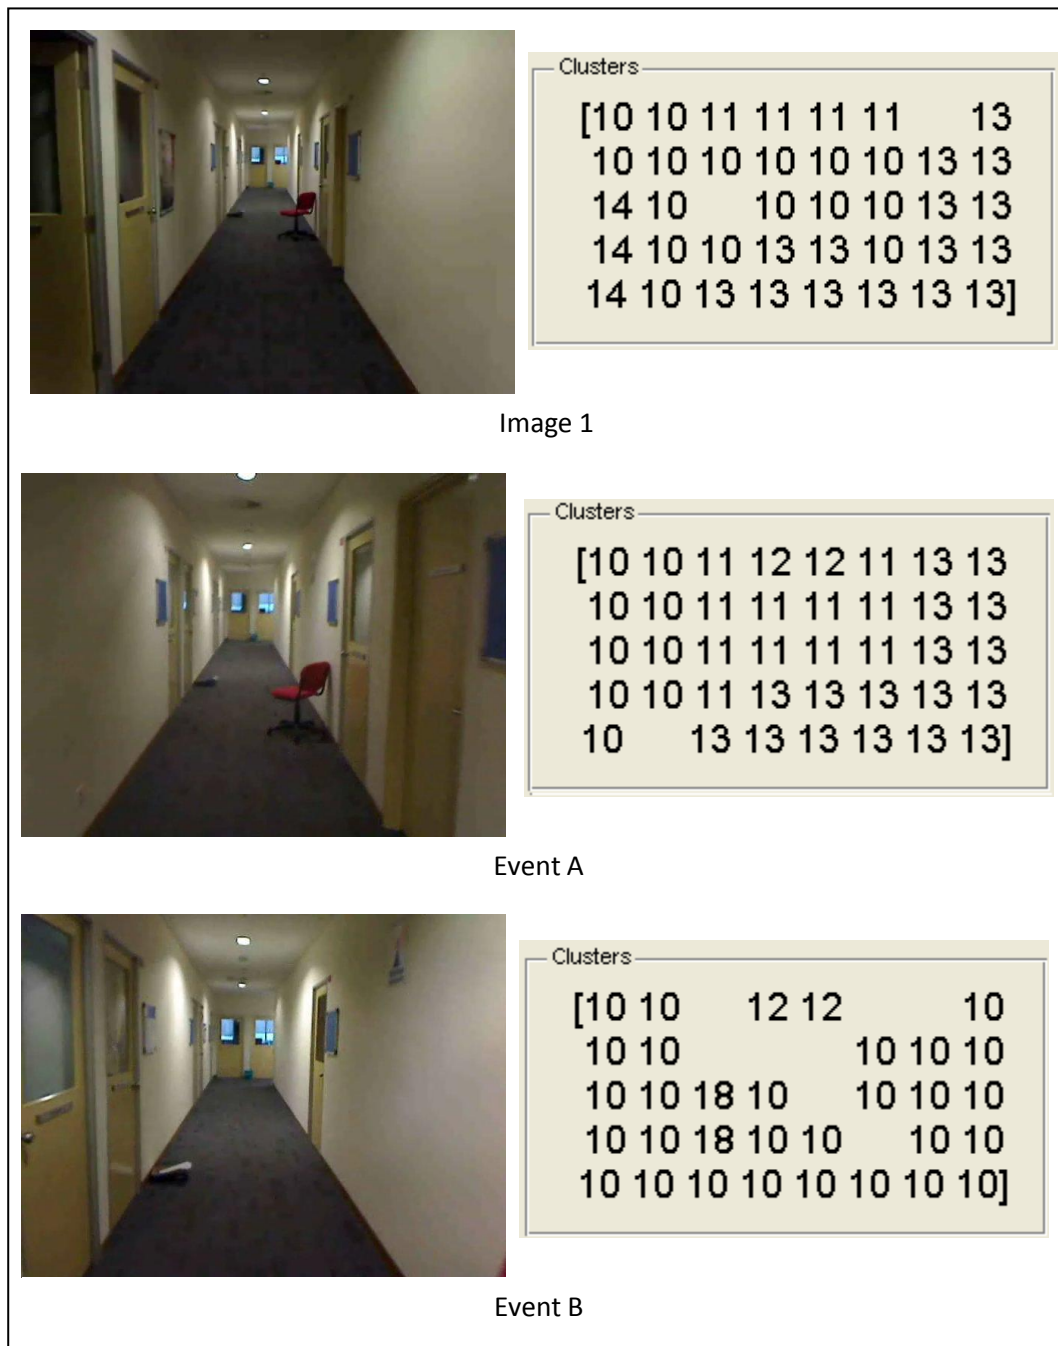 Clusters
[10 10 11 11 11 11 13
10 10 10 10 10 10 13 13
14 10 10 10 10 13 13
14 10 10 13 13 10 13 13
14 10 13 13 13 13 13 13]
Image 1
Clusters
[10 10 11 12 12 11 13 13
10 10 11 11 11 11 13 13
10 10 11 11 11 11 13 13
10 10 11 13 13 13 13 13
10 13 13 13 13 13 13]
Event A
Clusters
[10 10 12 12 10
10 10 10 10 10
10 10 18 10 10 10 10
10 10 18 10 10 10 10
10 10 10 10 10 10 10 10]
Event B